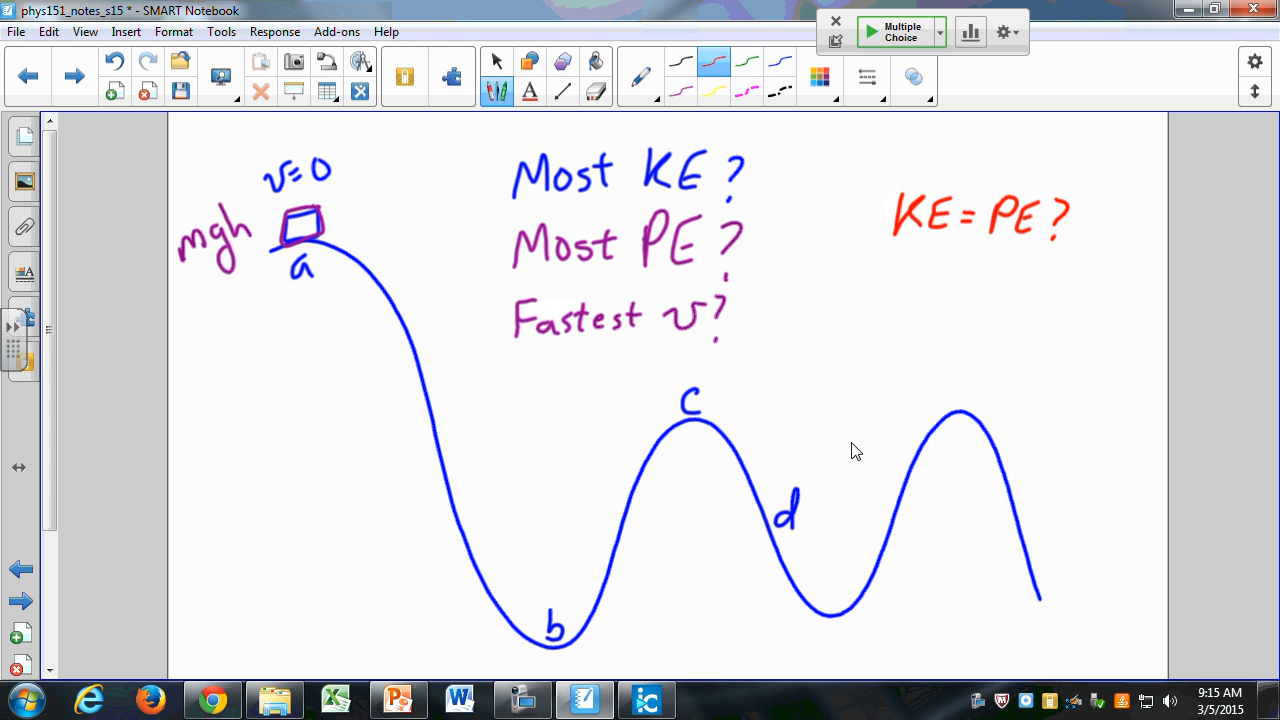 phys151_notes_s15 * - SMART Notebook
File Edit View Insert Format Tools Response Add-ons Help
Multiple
Choice
v=0
mgh
a
Most KE?
Most PE?
Fastest v?
KE=PE?
c
d
b
9:15 AM
3/5/2015